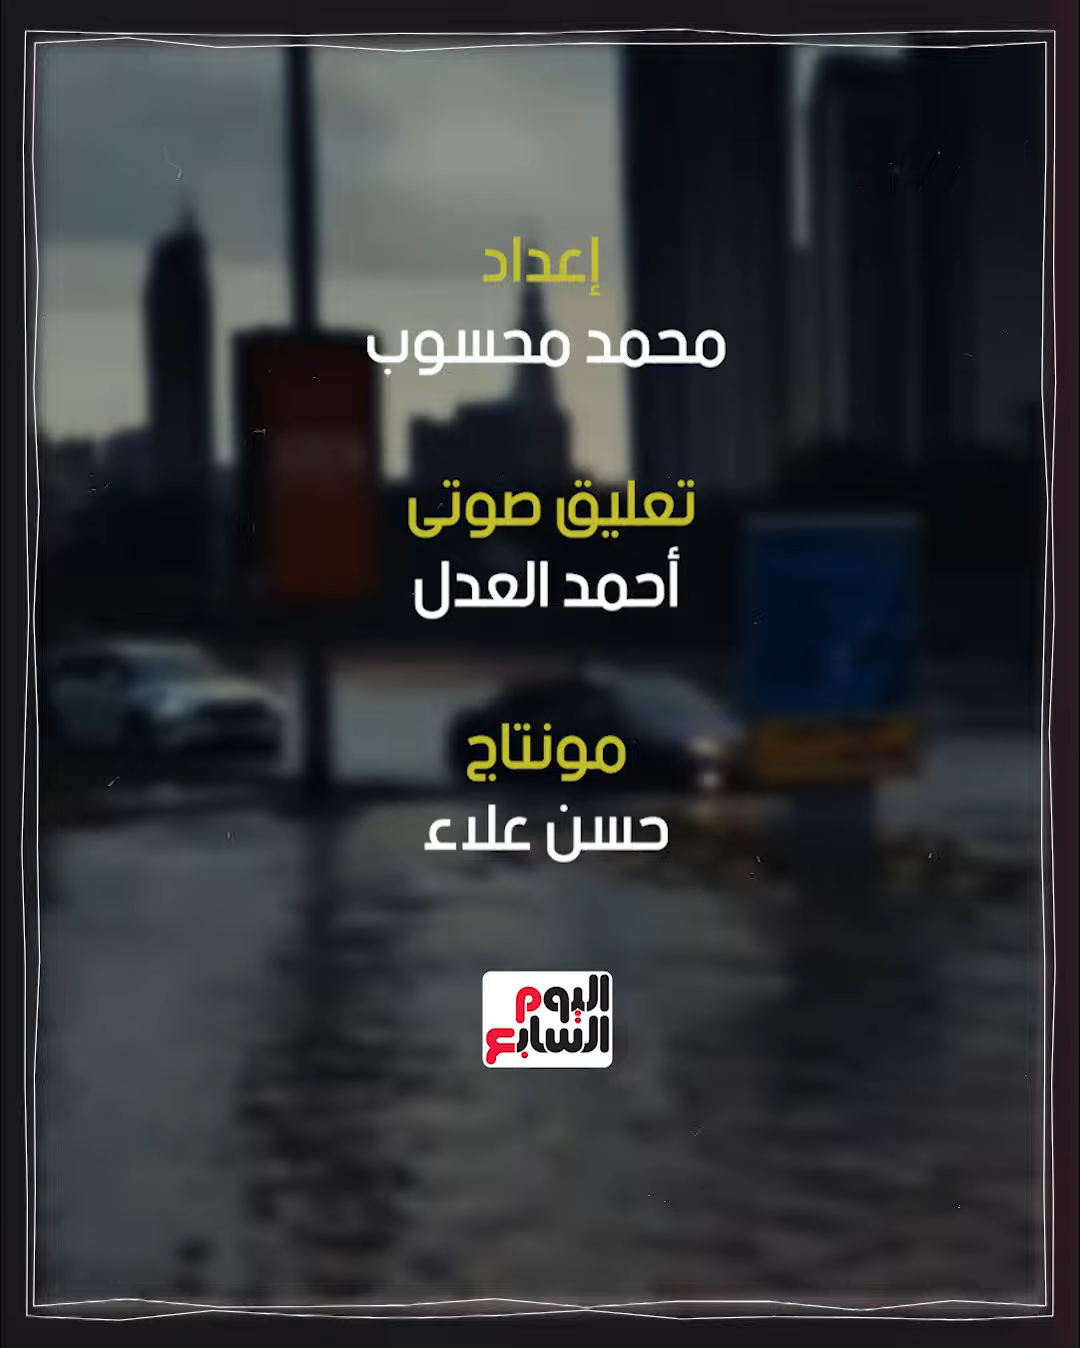 إعداد
محمد محسوب
تعليق صوتى
أحمد العدل
مونتاج
حسن علاء
اليوم
السابع